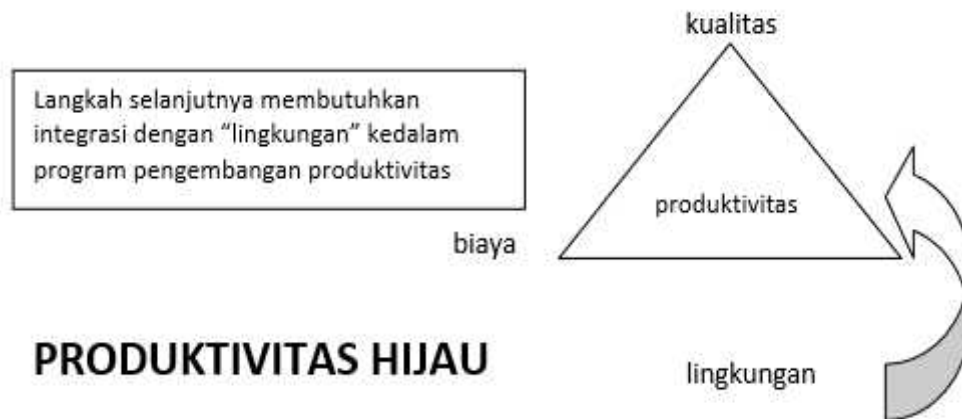 kualitas
Langkah selanjutnya membutuhkan
integrasi dengan “lingkungan” kedalam
program pengembangan produktivitas
produktivitas
biaya
PRODUKTIVITAS HIJAU
lingkungan